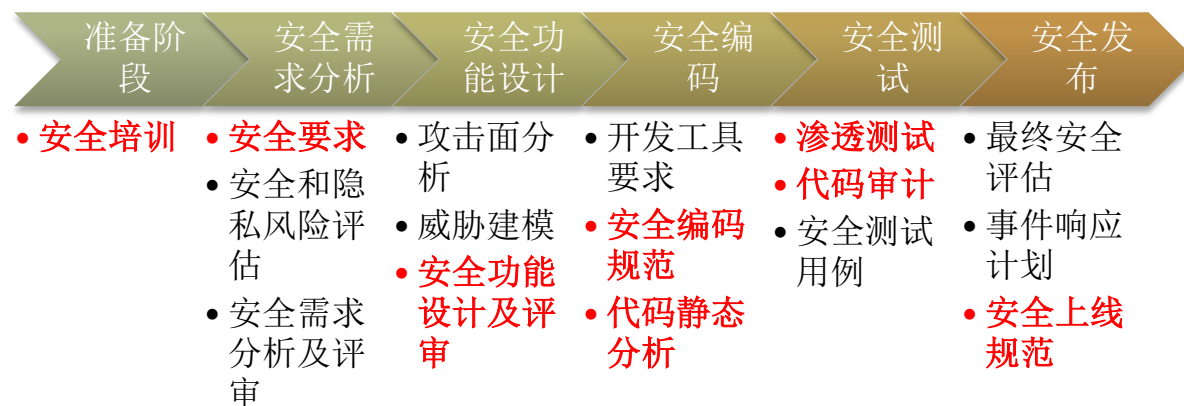 准备阶
段
安全需
求分析
安全功
能设计
安全编
码
安全测
试
安全发
布
• 安全培训
• 安全要求
• 安全和隐
私风险评
估
• 安全需求
分析及评
审
• 攻击面分
析
• 威胁建模
• 安全功能
设计及评
审
• 开发工具
要求
• 安全编码
规范
• 代码静态
分析
• 渗透测试
• 代码审计
• 安全测试
用例
• 最终安全
评估
• 事件响应
计划
• 安全上线
规范